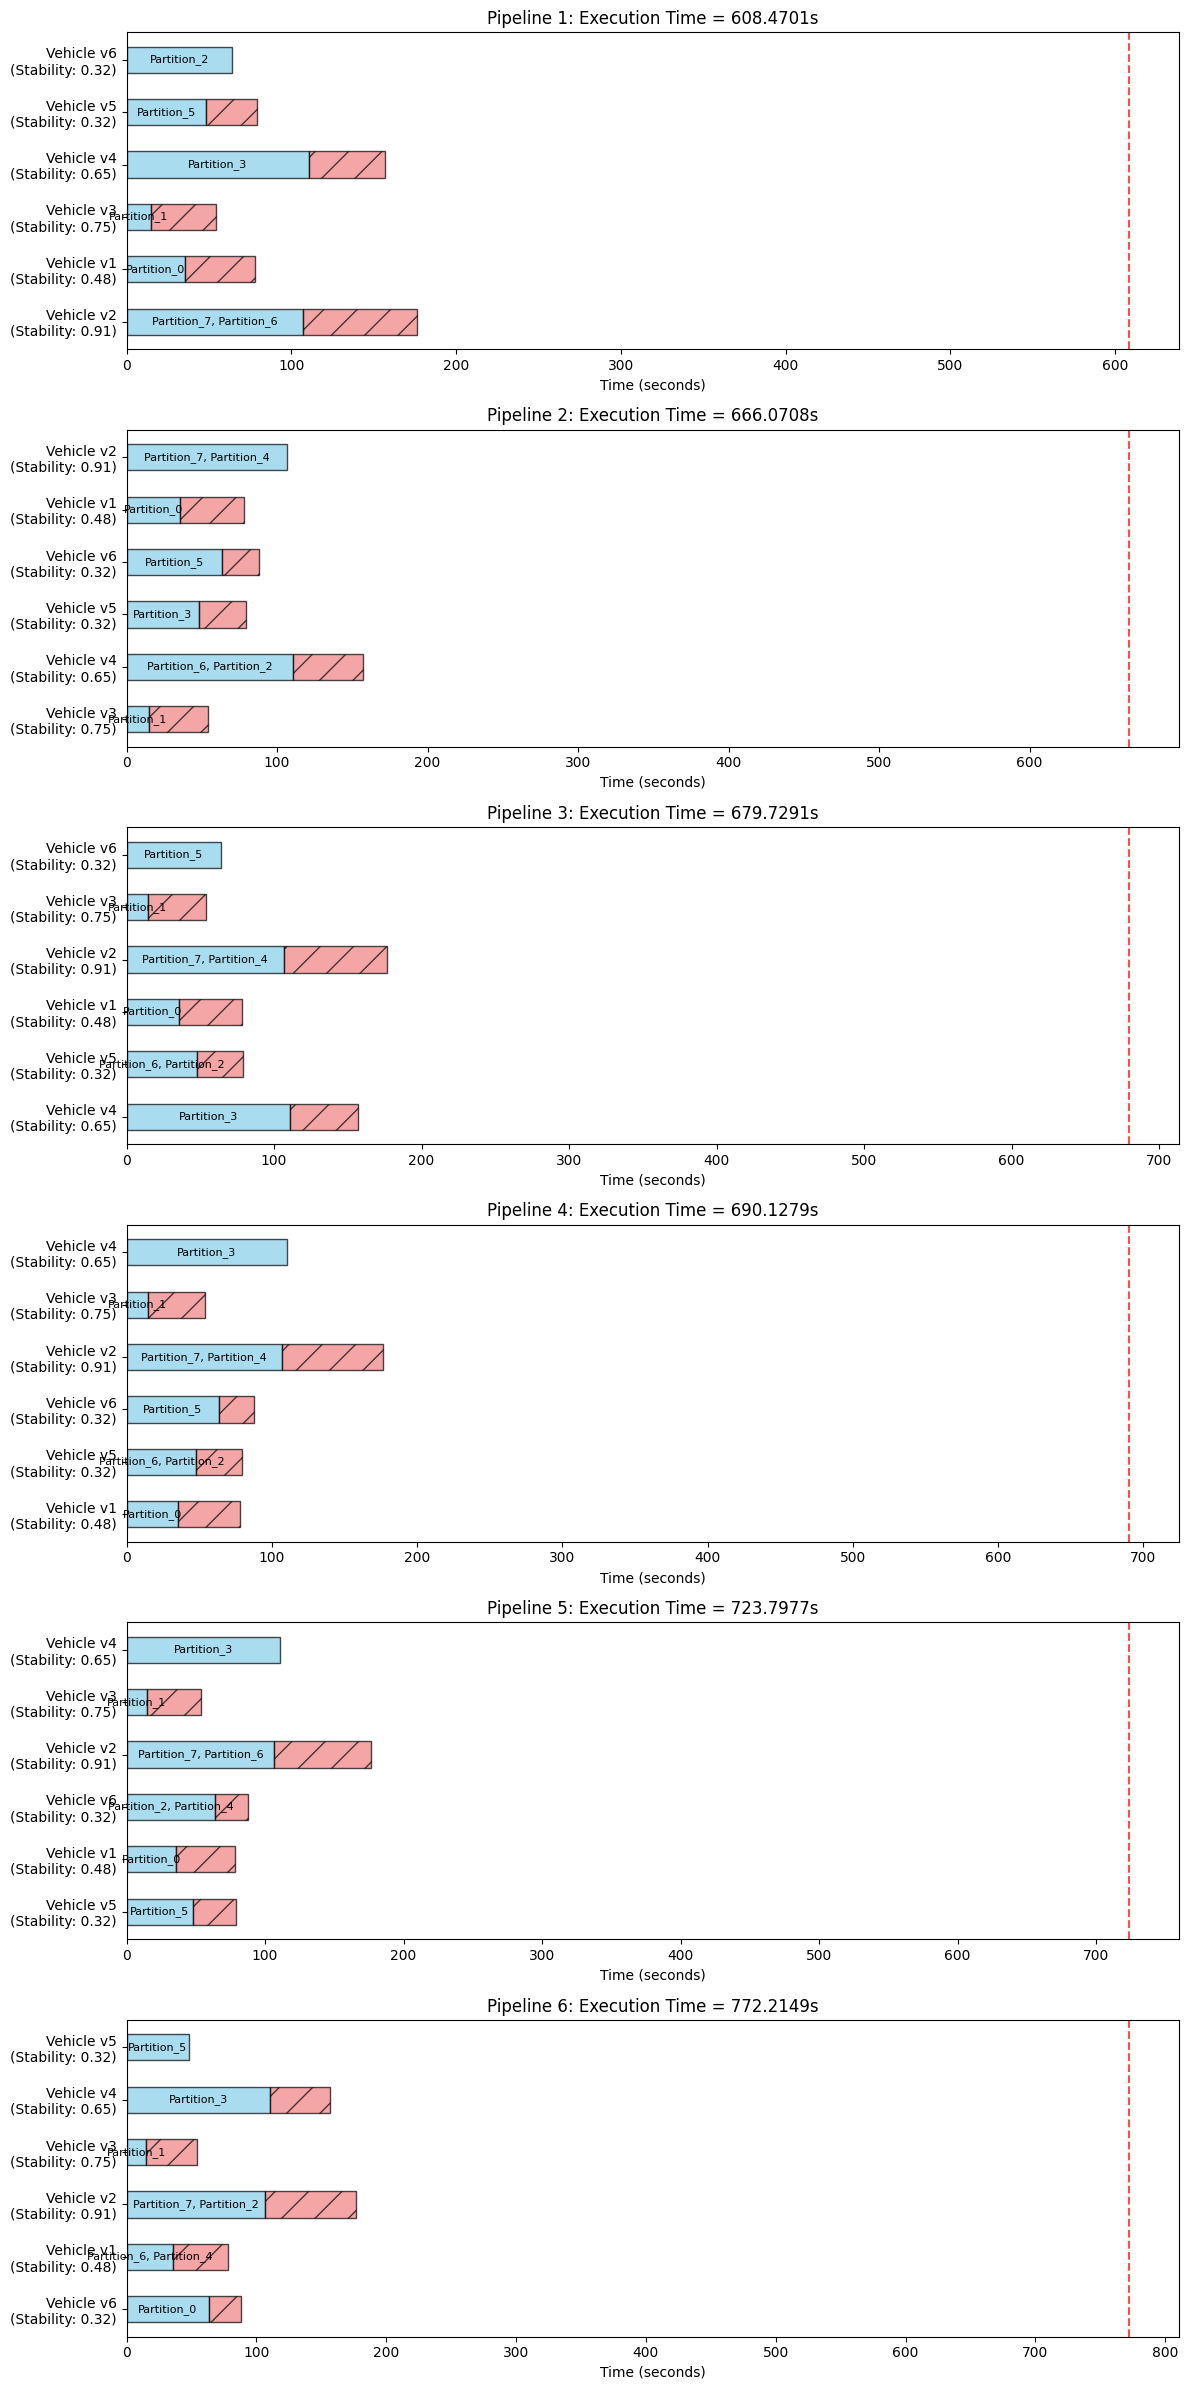 Pipeline 1: Execution Time = 608.4701s
Vehicle v6
(Stability: 0.32)
Partition_2
Vehicle v5
(Stability: 0.32)
Partition_5
Vehicle v4
(Stability: 0.65)
Partition_3
Vehicle v3
(Stability: 0.75)
Partition_1
Vehicle v1
(Stability: 0.48)
Partition_0
Vehicle v2
(Stability: 0.91)
Partition_7, Partition_6
0 100 200 300 400 500 600
Time (seconds)
Pipeline 2: Execution Time = 666.0708s
Vehicle v2
(Stability: 0.91)
Partition_7, Partition_4
Vehicle v1
(Stability: 0.48)
Partition_0
Vehicle v6
(Stability: 0.32)
Partition_5
Vehicle v5
(Stability: 0.32)
Partition_3
Vehicle v4
(Stability: 0.65)
Partition_6, Partition_2
Vehicle v3
(Stability: 0.75)
Partition_1
0 100 200 300 400 500 600
Time (seconds)
Pipeline 3: Execution Time = 679.7291s
Vehicle v6
(Stability: 0.32)
Partition_5
Vehicle v3
(Stability: 0.75)
Partition_1
Vehicle v2
(Stability: 0.91)
Partition_7, Partition_4
Vehicle v1
(Stability: 0.48)
Partition_0
Vehicle v5
(Stability: 0.32)
Partition_6, Partition_2
Vehicle v4
(Stability: 0.65)
Partition_3
0 100 200 300 400 500 600 700
Time (seconds)
Pipeline 4: Execution Time = 690.1279s
Vehicle v4
(Stability: 0.65)
Partition_3
Vehicle v3
(Stability: 0.75)
Partition_1
Vehicle v2
(Stability: 0.91)
Partition_7, Partition_4
Vehicle v6
(Stability: 0.32)
Partition_5
Vehicle v5
(Stability: 0.32)
Partition_6, Partition_2
Vehicle v1
(Stability: 0.48)
Partition_0
0 100 200 300 400 500 600 700
Time (seconds)
Pipeline 5: Execution Time = 723.7977s
Vehicle v4
(Stability: 0.65)
Partition_3
Vehicle v3
(Stability: 0.75)
Partition_1
Vehicle v2
(Stability: 0.91)
Partition_7, Partition_6
Vehicle v6
(Stability: 0.32)
Partition_2, Partition_4
Vehicle v1
(Stability: 0.48)
Partition_0
Vehicle v5
(Stability: 0.32)
Partition_5
0 100 200 300 400 500 600 700
Time (seconds)
Pipeline 6: Execution Time = 772.2149s
Vehicle v5
(Stability: 0.32)
Partition_5
Vehicle v4
(Stability: 0.65)
Partition_3
Vehicle v3
(Stability: 0.75)
Partition_1
Vehicle v2
(Stability: 0.91)
Partition_7, Partition_2
Vehicle v1
(Stability: 0.48)
Partition_6, Partition_4
Vehicle v6
(Stability: 0.32)
Partition_0
0 100 200 300 400 500 600 700 800
Time (seconds)